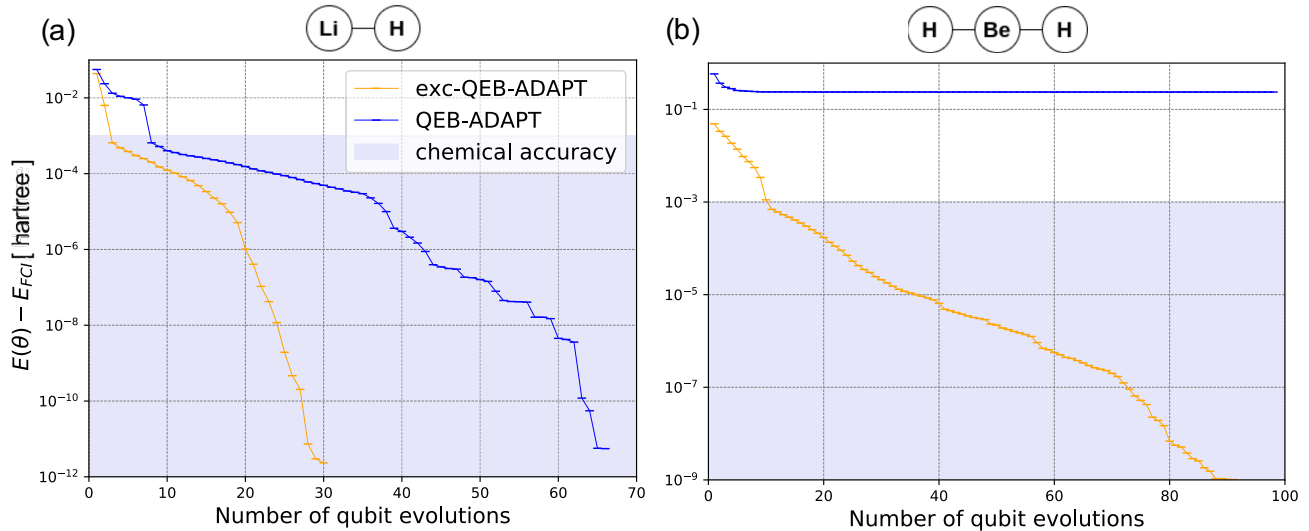 (a)
Li H
10^-2
10^-4
10^-6
10^-8
10^-10
10^-12
0 10 20 30 40 50 60 70
E(θ) − E_FCI [ hartree]
Number of qubit evolutions
exc-QEB-ADAPT
QEB-ADAPT
chemical accuracy
(b)
H Be H
10^-1
10^-3
10^-5
10^-7
10^-9
0 20 40 60 80 100
Number of qubit evolutions